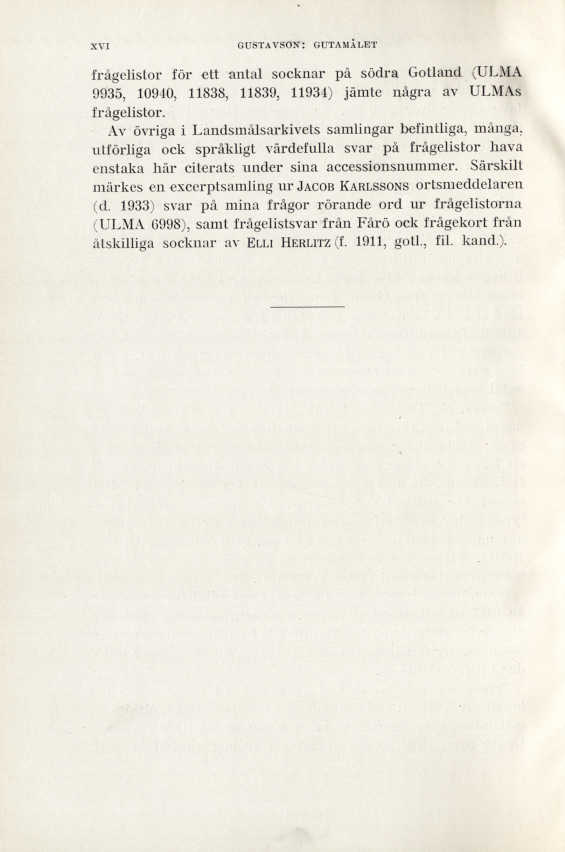 XVI GUSTAVSON: GUTAMÅLET
frågelistor för ett antal socknar på södra Gotland (ULMA
9935, 10940, 11838, 11839, 11934) jämte några av ULMAs
frågelistor.
Av övriga i Landsmålsarkivets samlingar befintliga, många,
utförliga ock språkligt värdefulla svar på frågelistor hava
enstaka här citerats under sina accessionsnummer. Särskilt
märkes en excerptsamling ur JACOB KARLSSONS ortsmeddelaren
(d. 1933) svar på mina frågor rörande ord ur frågelistorna
(ULMA 6998), samt frågelistsvar från Fårö ock frågekort från
åtskilliga socknar av ELLI HERLITZ (f. 1911, gotl., fil. kand.).